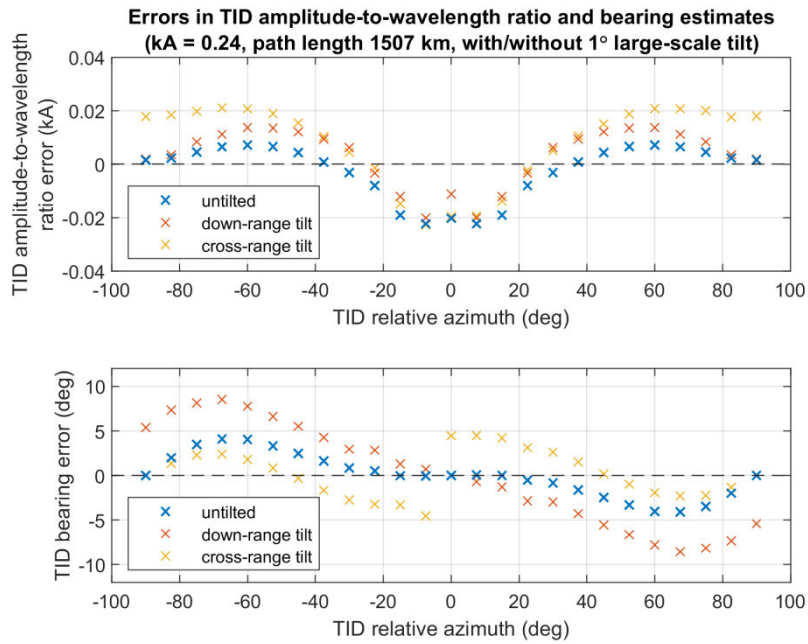 Errors in TID amplitude-to-wavelength ratio and bearing estimates
(kA = 0.24, path length 1507 km, with/without 1° large-scale tilt)
TID amplitude-to-wavelength
ratio error (kA)
0.04
0.02
0
-0.02
-0.04
untilted
down-range tilt
cross-range tilt
-100 -80 -60 -40 -20 0 20 40 60 80 100
TID relative azimuth (deg)
TID bearing error (deg)
10
5
0
-5
-10
untilted
down-range tilt
cross-range tilt
-100 -80 -60 -40 -20 0 20 40 60 80 100
TID relative azimuth (deg)